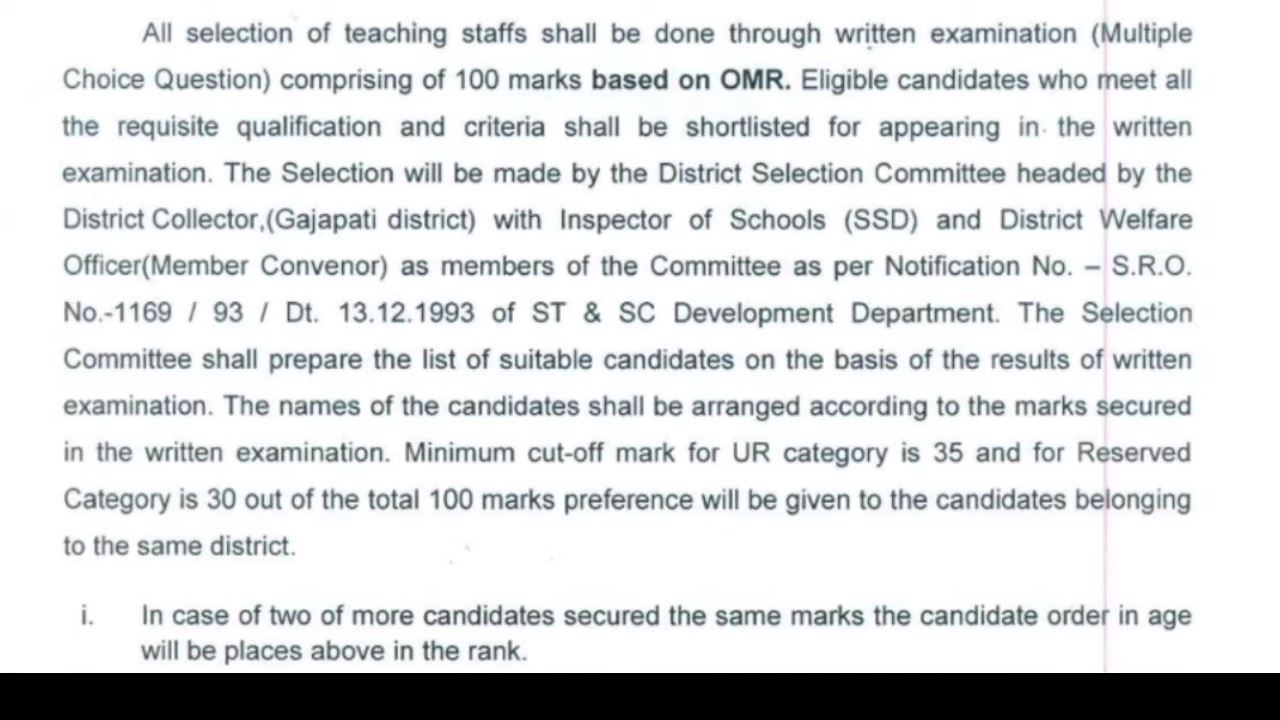 All selection of teaching staffs shall be done through written examination (Multiple
Choice Question) comprising of 100 marks based on OMR. Eligible candidates who meet all
the requisite qualification and criteria shall be shortlisted for appearing in the written
examination. The Selection will be made by the District Selection Committee headed by the
District Collector,(Gajapati district) with Inspector of Schools (SSD) and District Welfare
Officer(Member Convenor) as members of the Committee as per Notification No. – S.R.O.
No.-1169 / 93 / Dt. 13.12.1993 of ST & SC Development Department. The Selection
Committee shall prepare the list of suitable candidates on the basis of the results of written
examination. The names of the candidates shall be arranged according to the marks secured
in the written examination. Minimum cut-off mark for UR category is 35 and for Reserved
Category is 30 out of the total 100 marks preference will be given to the candidates belonging
to the same district.
i. In case of two of more candidates secured the same marks the candidate order in age
will be places above in the rank.